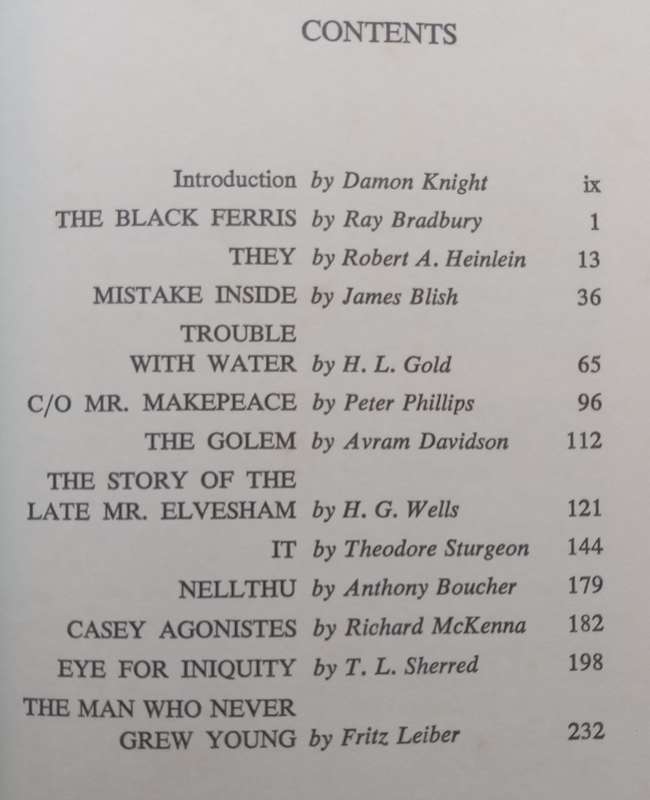 CONTENTS
Introduction by Damon Knight ix
THE BLACK FERRIS by Ray Bradbury 1
THEY by Robert A. Heinlein 13
MISTAKE INSIDE by James Blish 36
TROUBLE
WITH WATER by H. L. Gold 65
C/O MR. MAKEPEACE by Peter Phillips 96
THE GOLEM by Avram Davidson 112
THE STORY OF THE
LATE MR. ELVESHAM by H. G. Wells 121
IT by Theodore Sturgeon 144
NELLTHU by Anthony Boucher 179
CASEY AGONISTES by Richard McKenna 182
EYE FOR INIQUITY by T. L. Sherred 198
THE MAN WHO NEVER
GREW YOUNG by Fritz Leiber 232